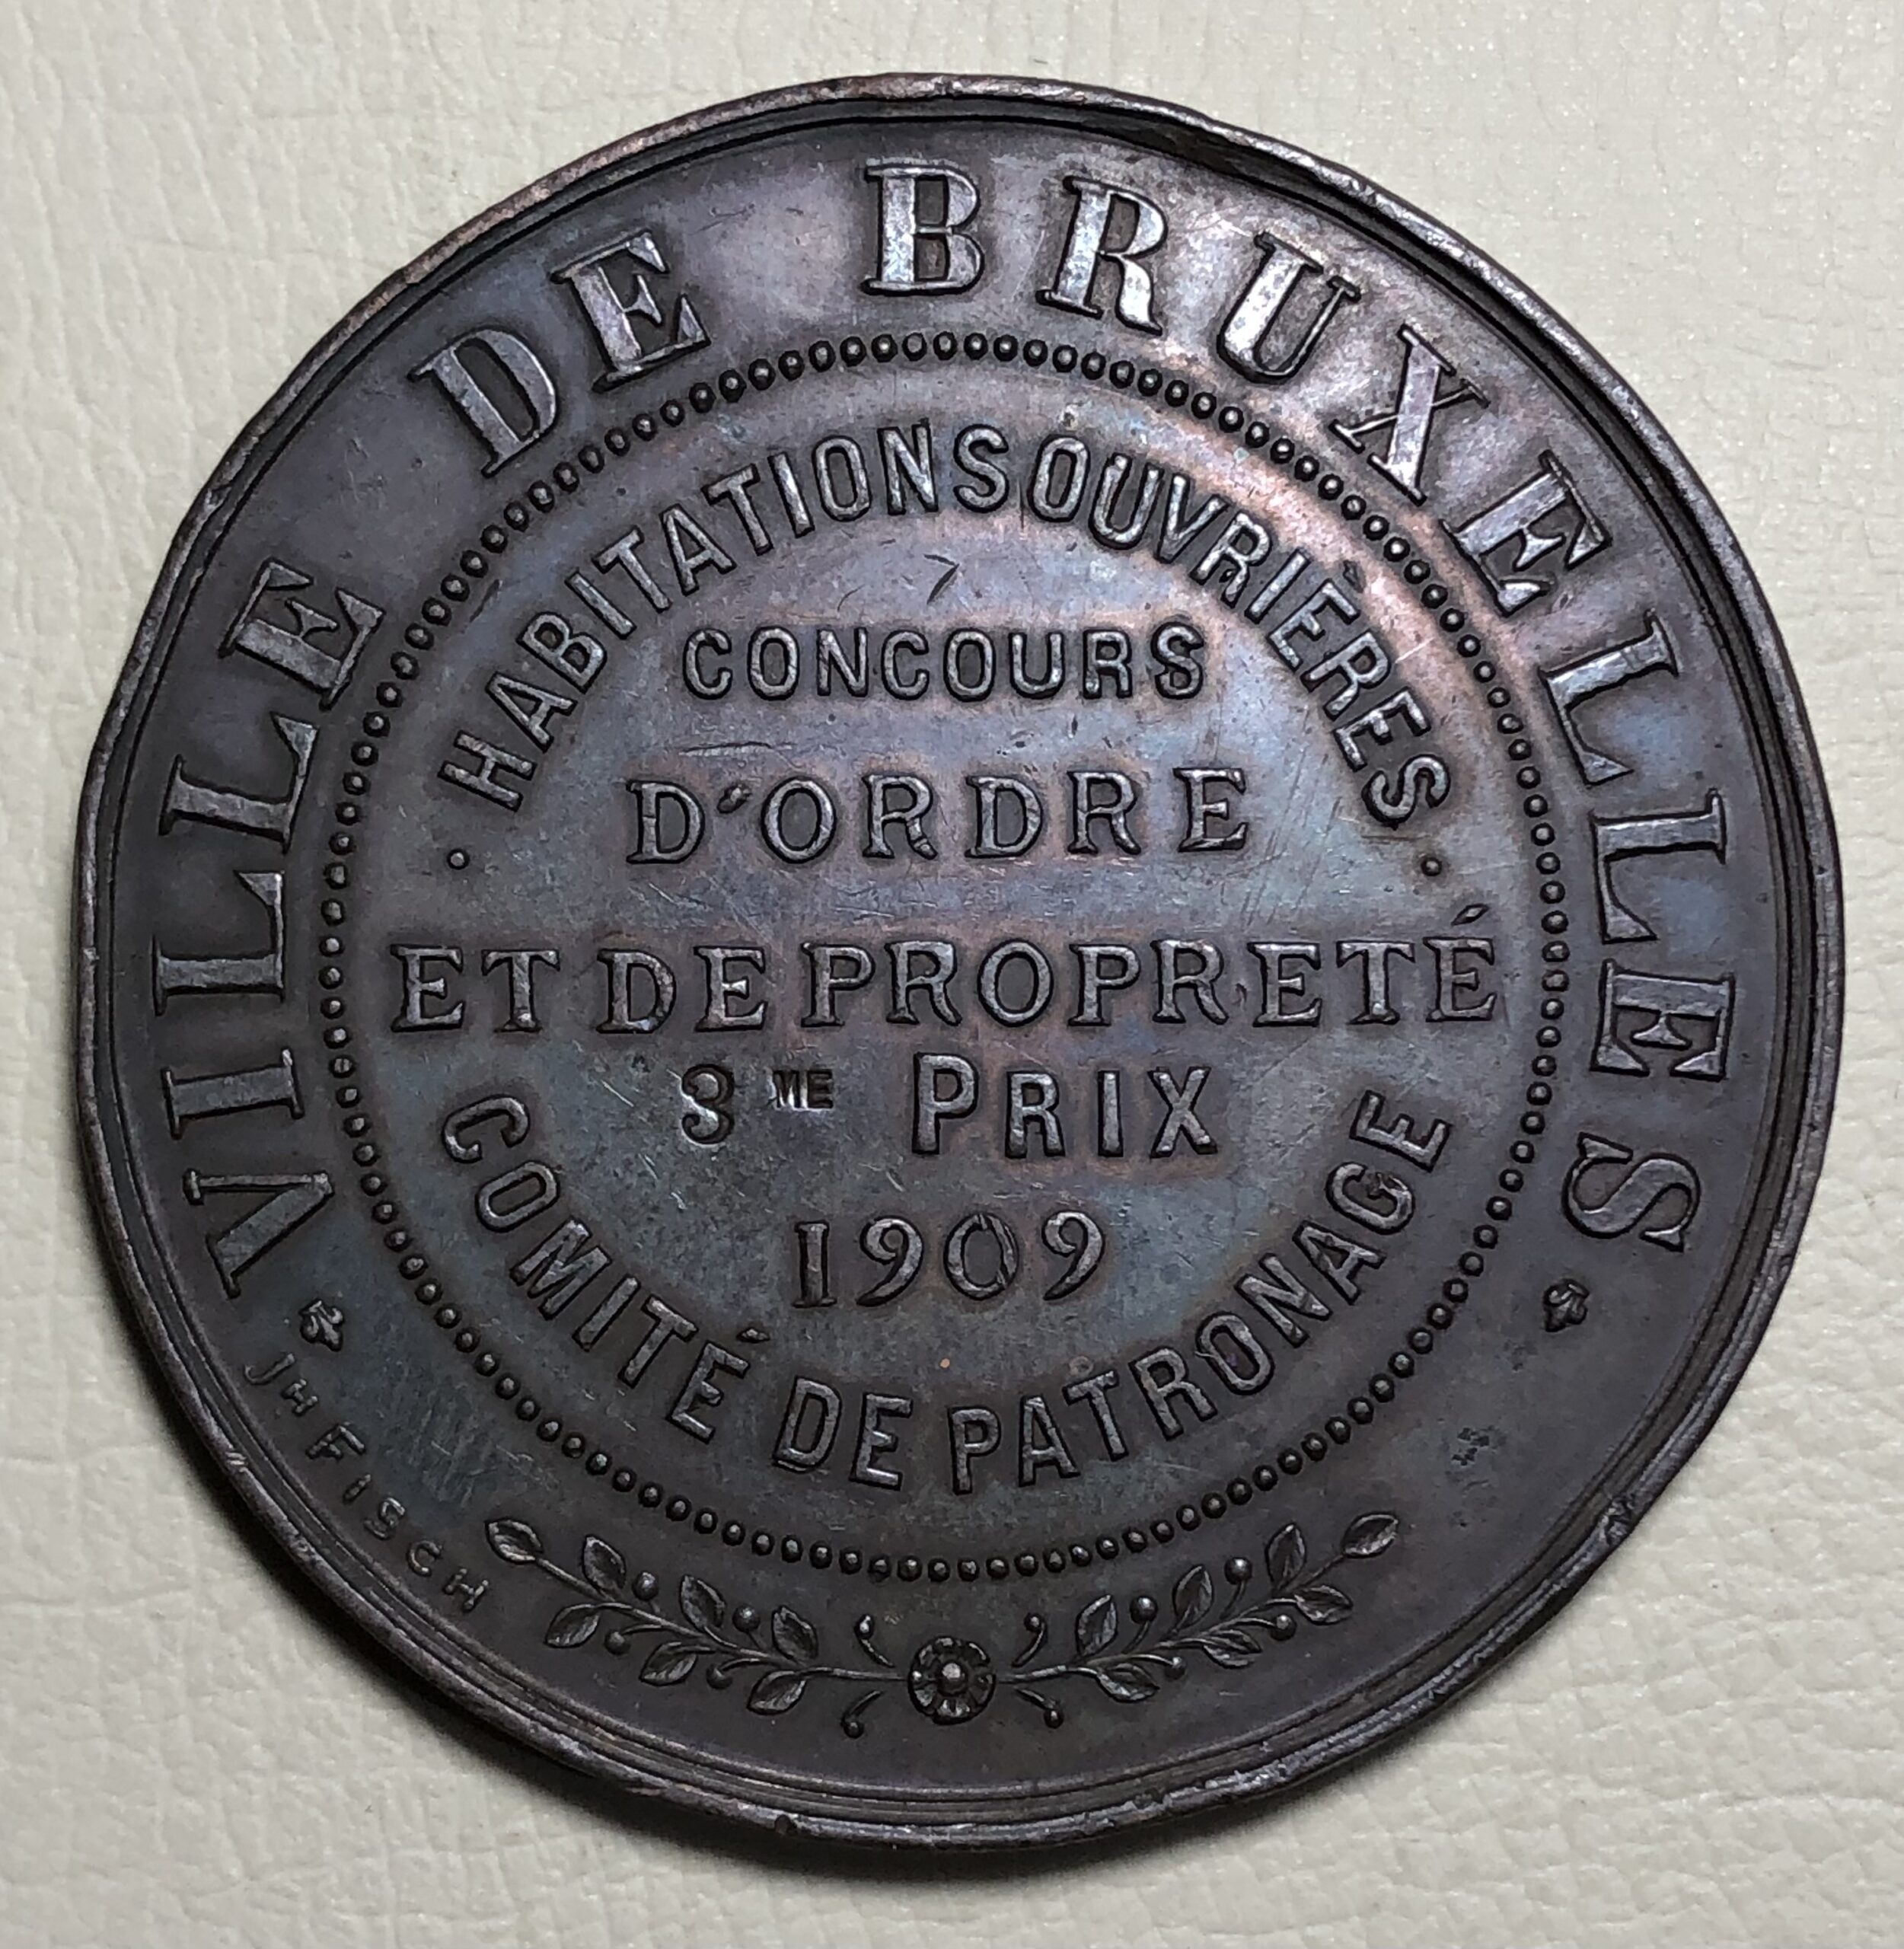 VILLE DE BRUXELLES
HABITATIONS OUVRIÈRES
CONCOURS
D'ORDRE
ET DE PROPRETÉ
3ME PRIX
1909
COMITÉ DE PATRONAGE
JH FISCH